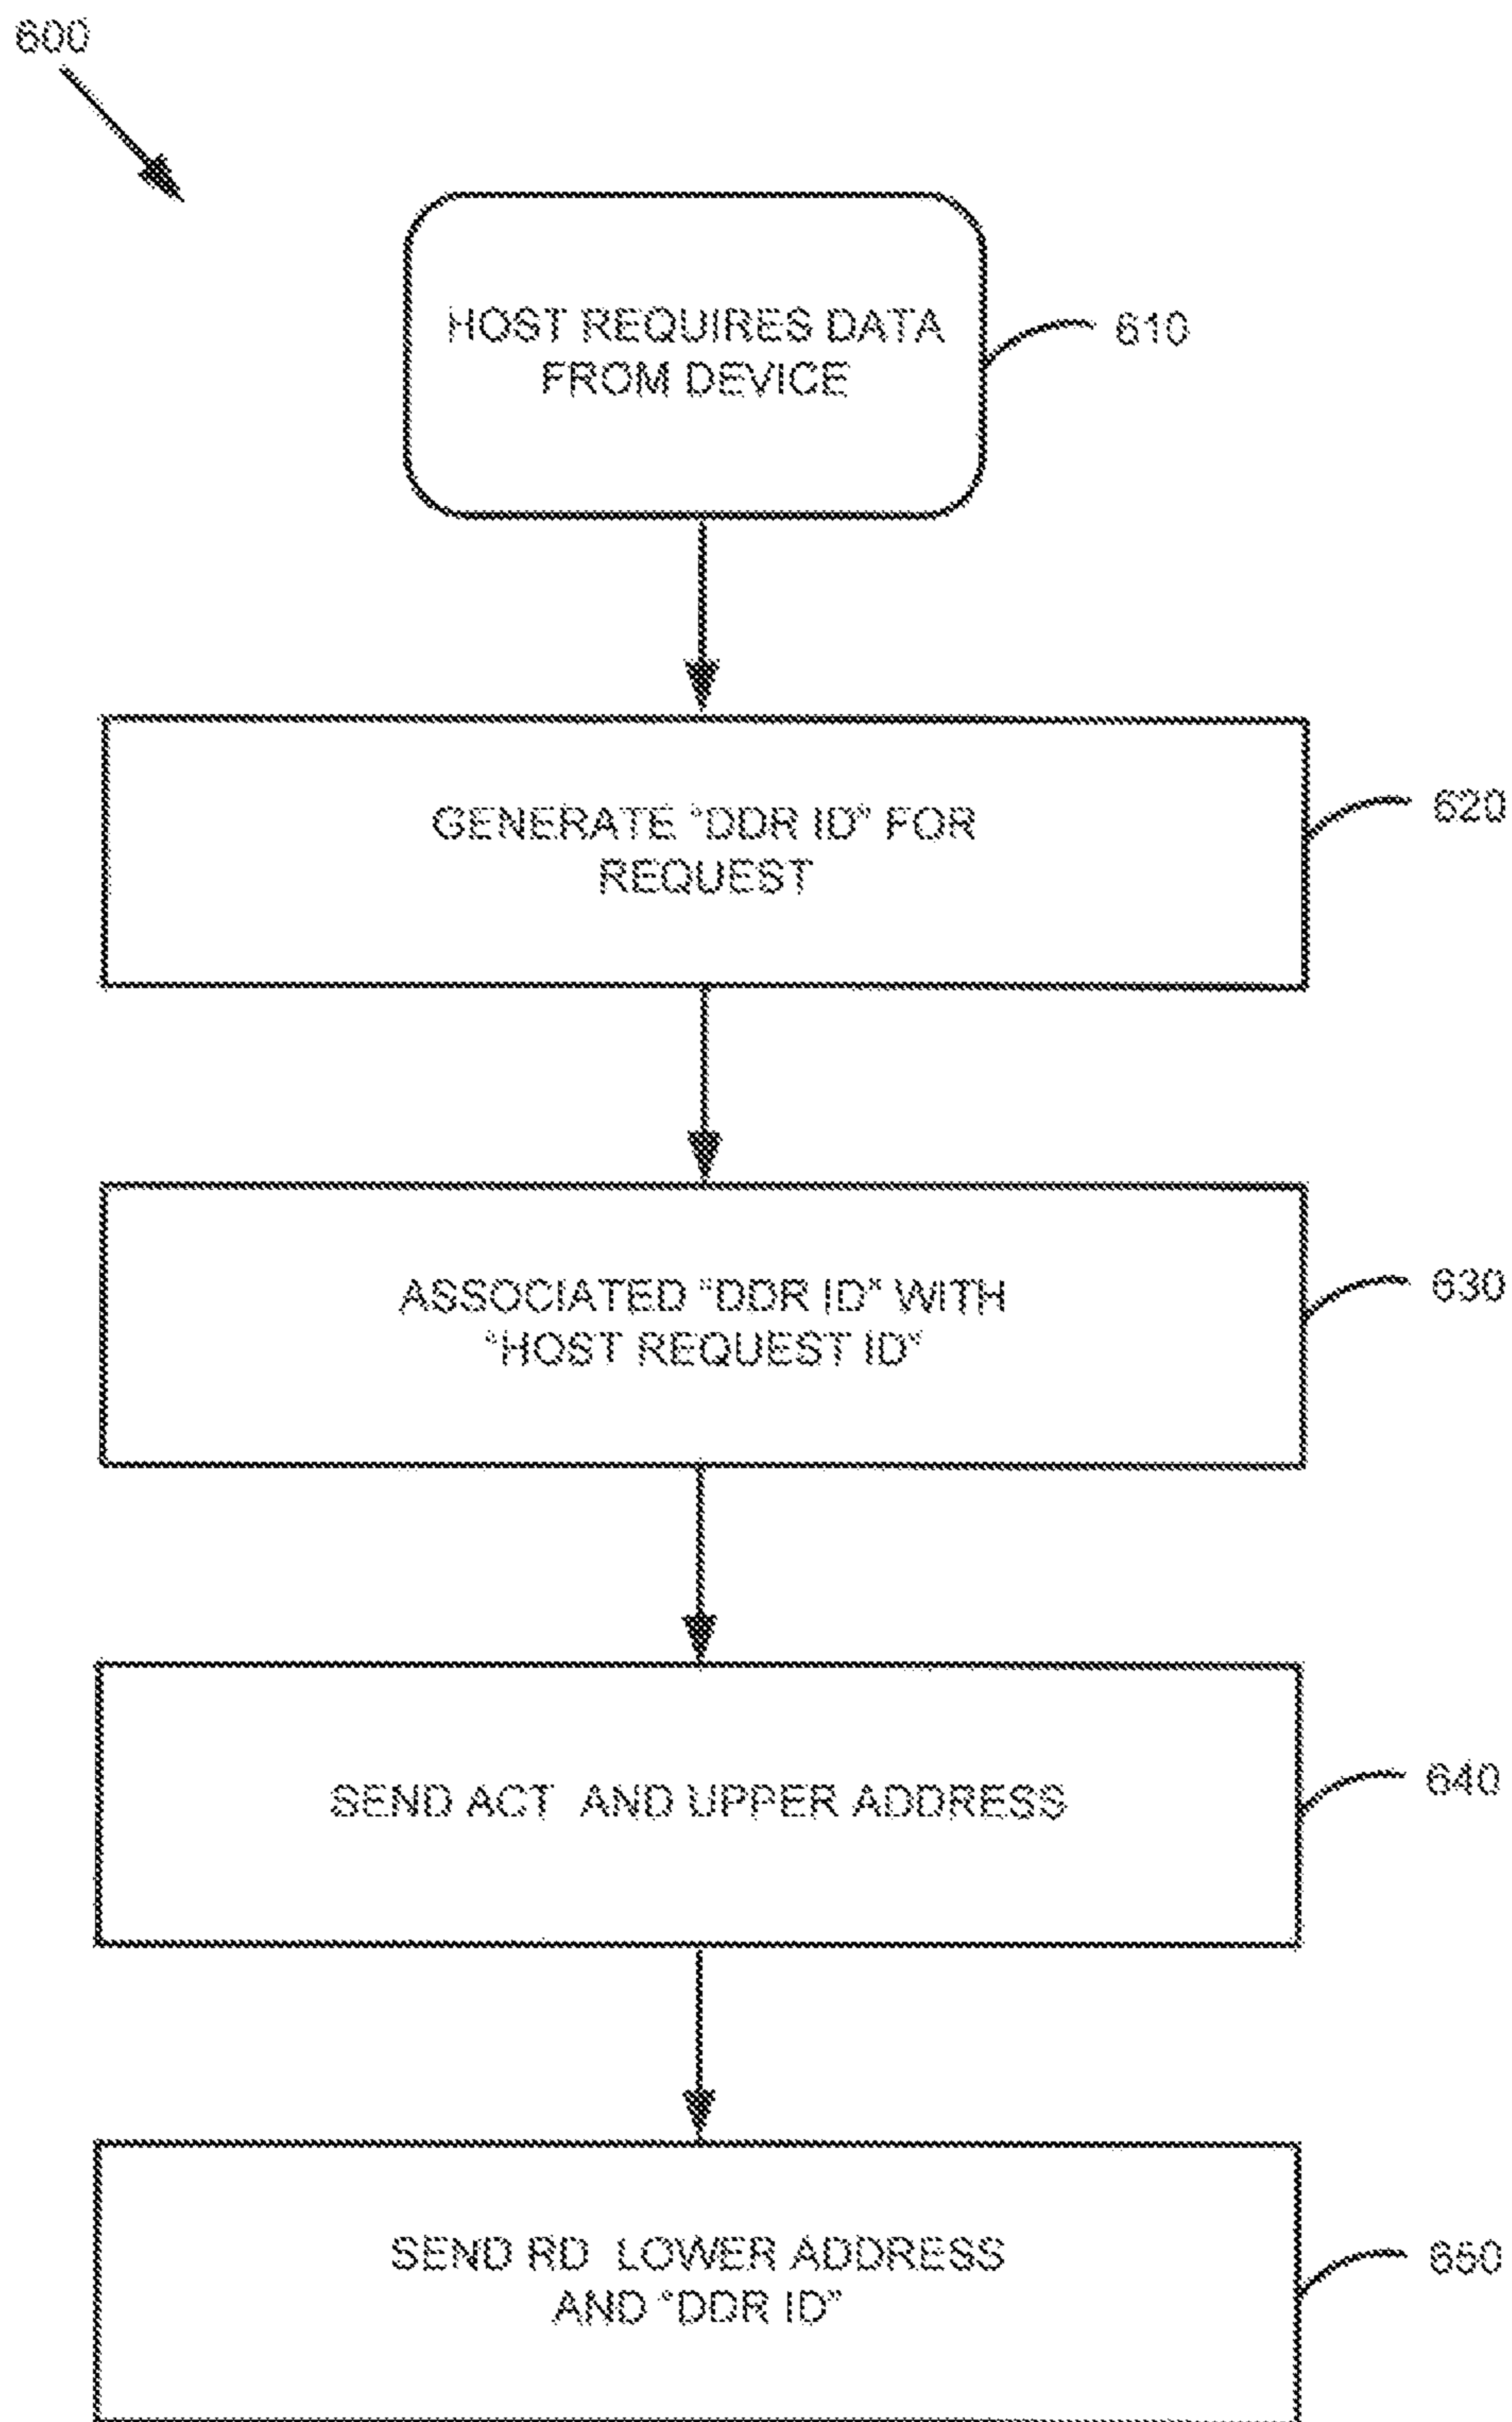 600
HOST REQUIRES DATA
FROM DEVICE
610
GENERATE "DDR ID" FOR
REQUEST
620
ASSOCIATED "DDR ID" WITH
"HOST REQUEST ID"
630
SEND ACT AND UPPER ADDRESS
640
SEND RD LOWER ADDRESS
AND "DDR ID"
650